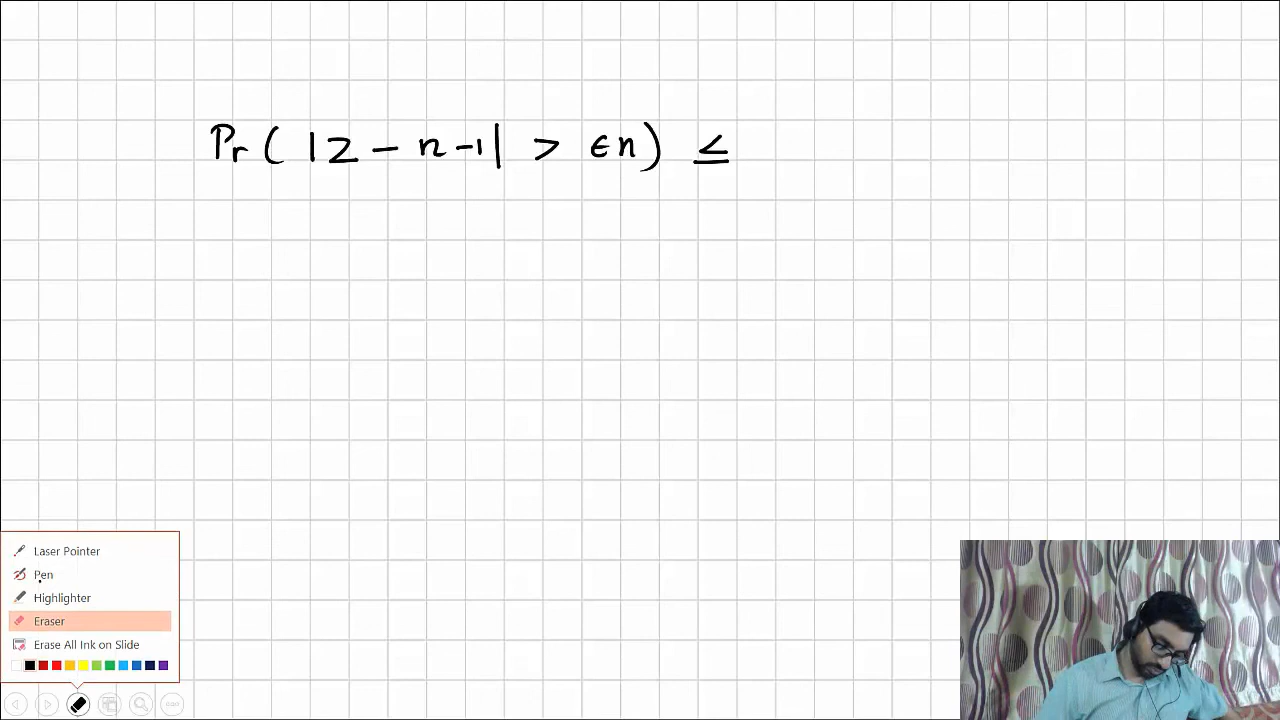 Pr( |Z - n -1| > ϵn) ≤
Laser Pointer
Pen
Highlighter
Eraser
Erase All Ink on Slide